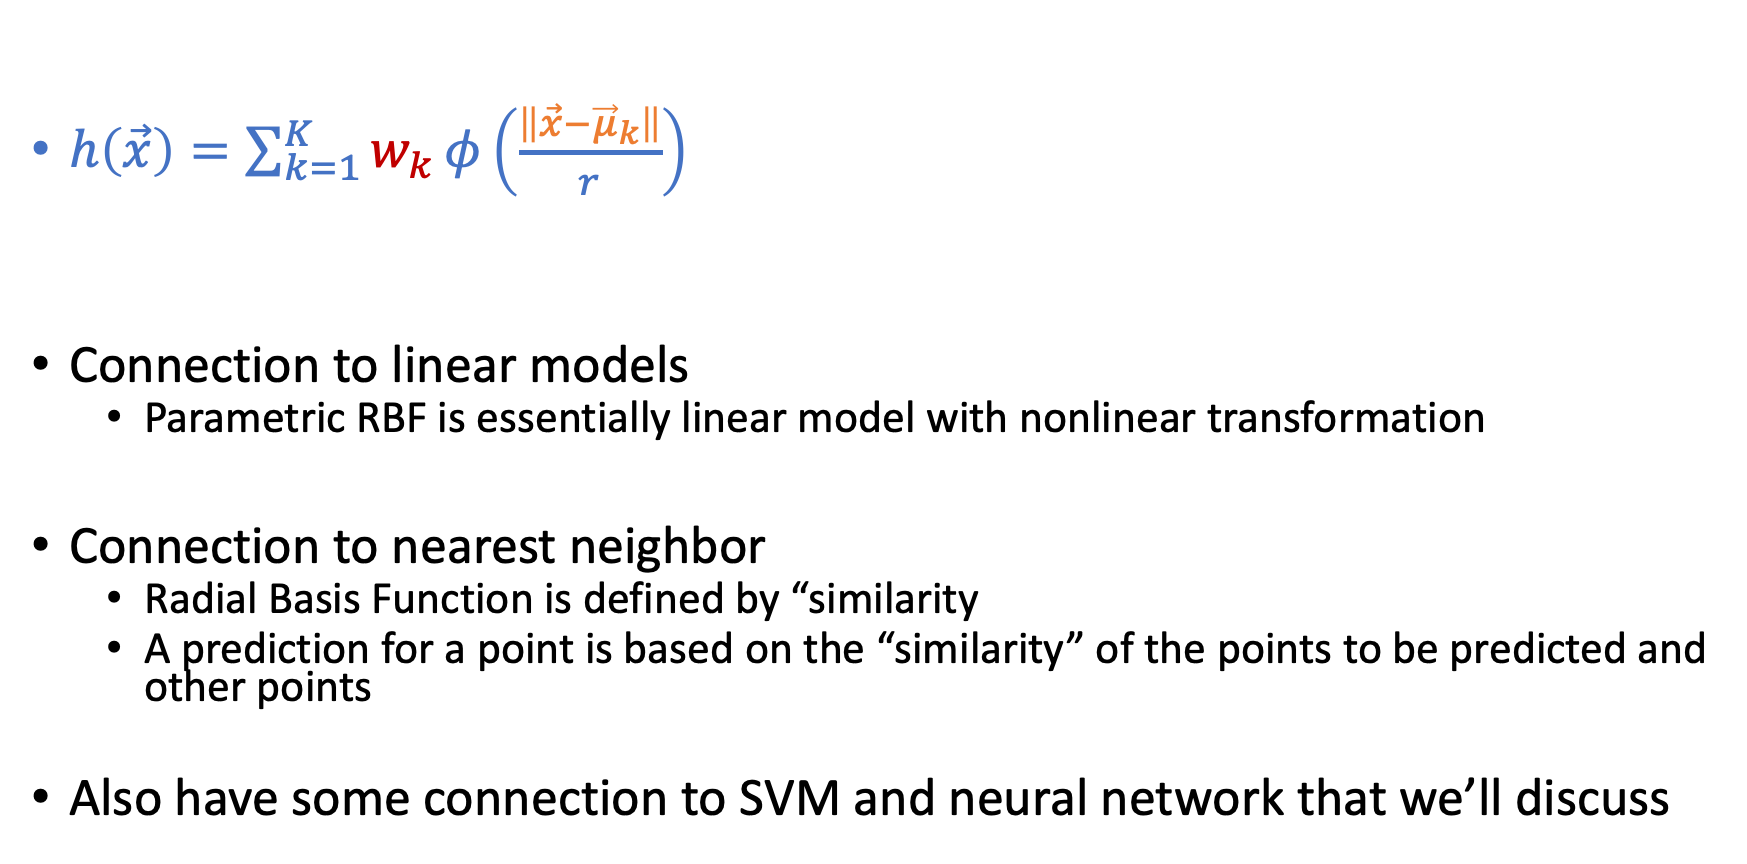 • h(x⃗) = ∑ᴷₖ₌₁ wₖ ϕ (‖x⃗−μ⃗ₖ‖ / r)
• Connection to linear models
• Parametric RBF is essentially linear model with nonlinear transformation
• Connection to nearest neighbor
• Radial Basis Function is defined by “similarity
• A prediction for a point is based on the “similarity” of the points to be predicted and
other points
• Also have some connection to SVM and neural network that we’ll discuss